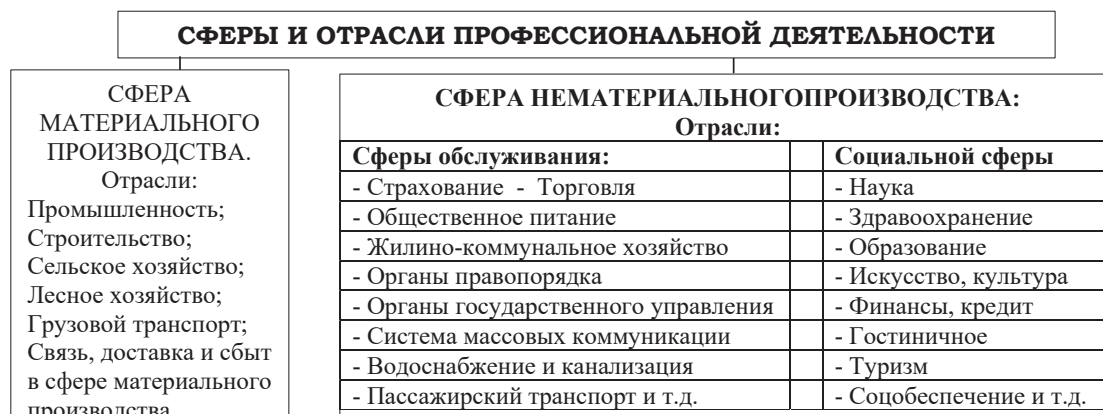 СФЕРЫ И ОТРАСЛИ ПРОФЕССИОНАЛЬНОЙ ДЕЯТЕЛЬНОСТИ
СФЕРА
МАТЕРИАЛЬНОГО
ПРОИЗВОДСТВА.
Отрасли:
Промышленность;
Строительство;
Сельское хозяйство;
Лесное хозяйство;
Грузовой транспорт;
Связь, доставка и сбыт
в сфере материального
производства
СФЕРА НЕМАТЕРИАЛЬНОГОПРОИЗВОДСТВА:
Отрасли:
Сферы обслуживания: Социальной сферы
- Страхование - Торговля - Наука
- Общественное питание - Здравоохранение
- Жилино-коммунальное хозяйство - Образование
- Органы правопорядка - Искусство, культура
- Органы государственного управления - Финансы, кредит
- Система массовых коммуникации - Гостиничное
- Водоснабжение и канализация - Туризм
- Пассажирский транспорт и т.д. - Соцобеспечение и т.д.